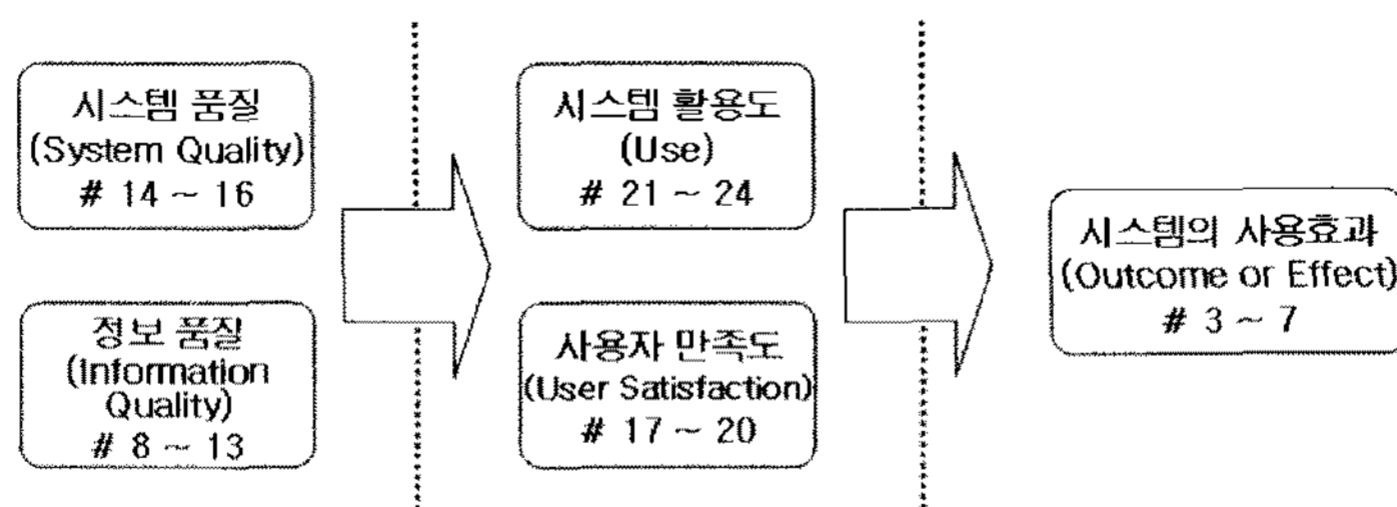 시스템 품질
(System Quality)
# 14 ~ 16
정보 품질
(Information
Quality)
# 8 ~ 13
시스템 활용도
(Use)
# 21 ~ 24
사용자 만족도
(User Satisfaction)
# 17 ~ 20
시스템의 사용효과
(Outcome or Effect)
# 3 ~ 7